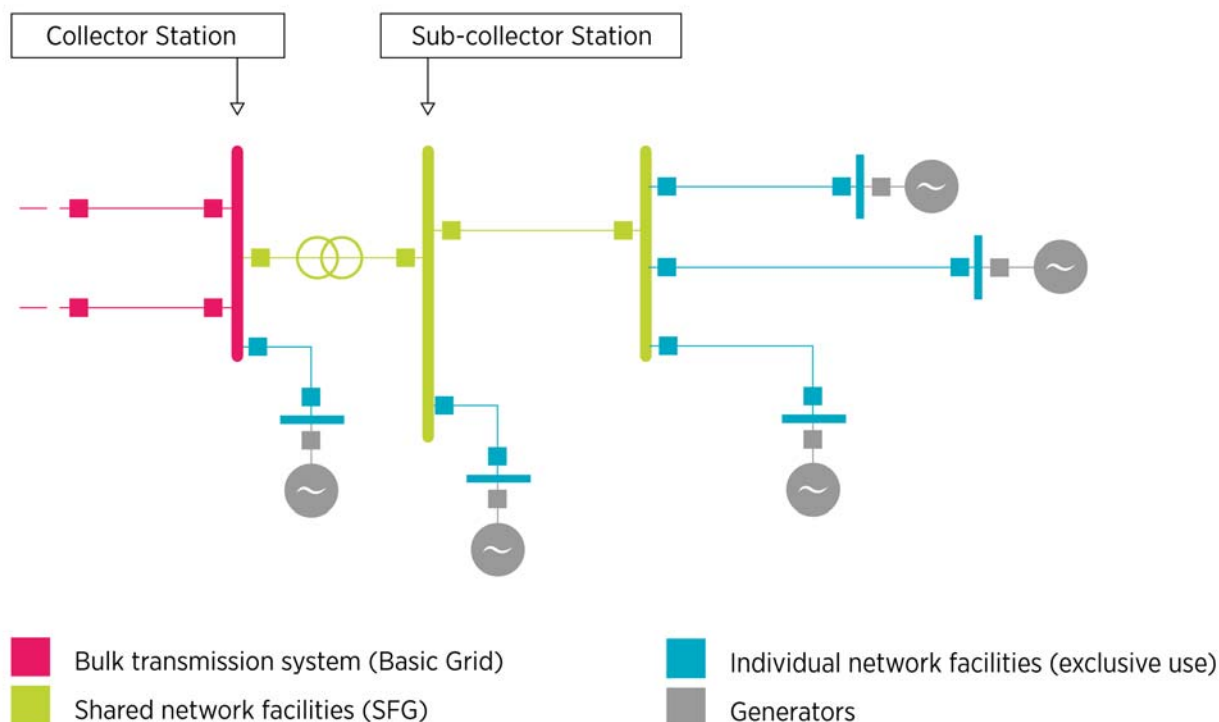 Collector Station
Sub-collector Station
Bulk transmission system (Basic Grid)
Shared network facilities (SFG)
Individual network facilities (exclusive use)
Generators